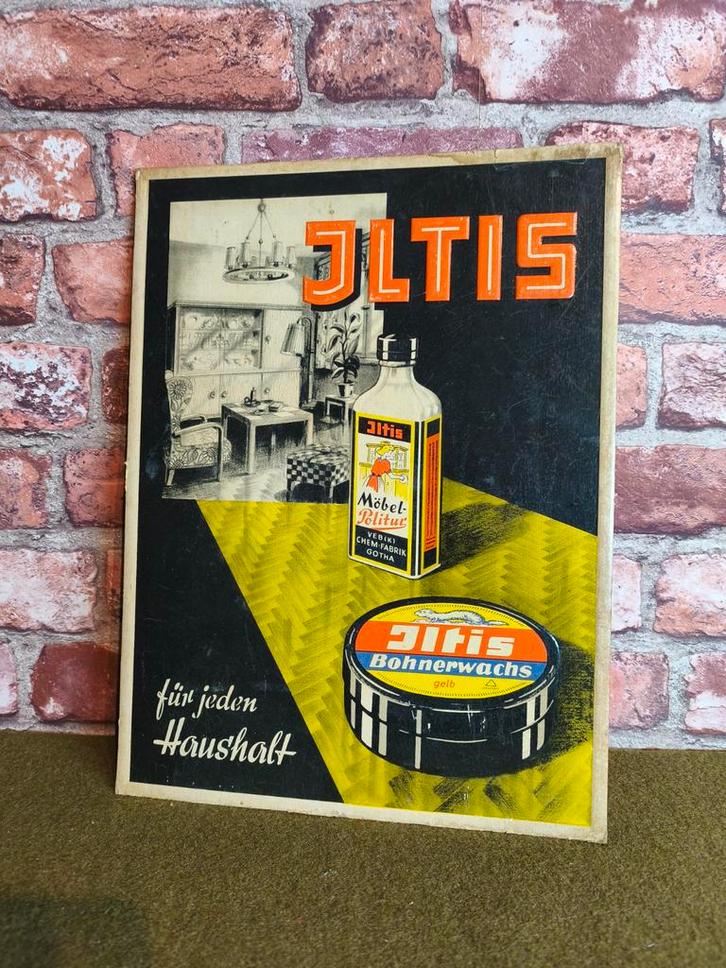 JLTIS
Jltis
Möbel-
Politur
VEB(K)
CHEM-FABRIK
GOTHA
Jltis
Bohnerwachs
gelb
für jeden
Haushalt